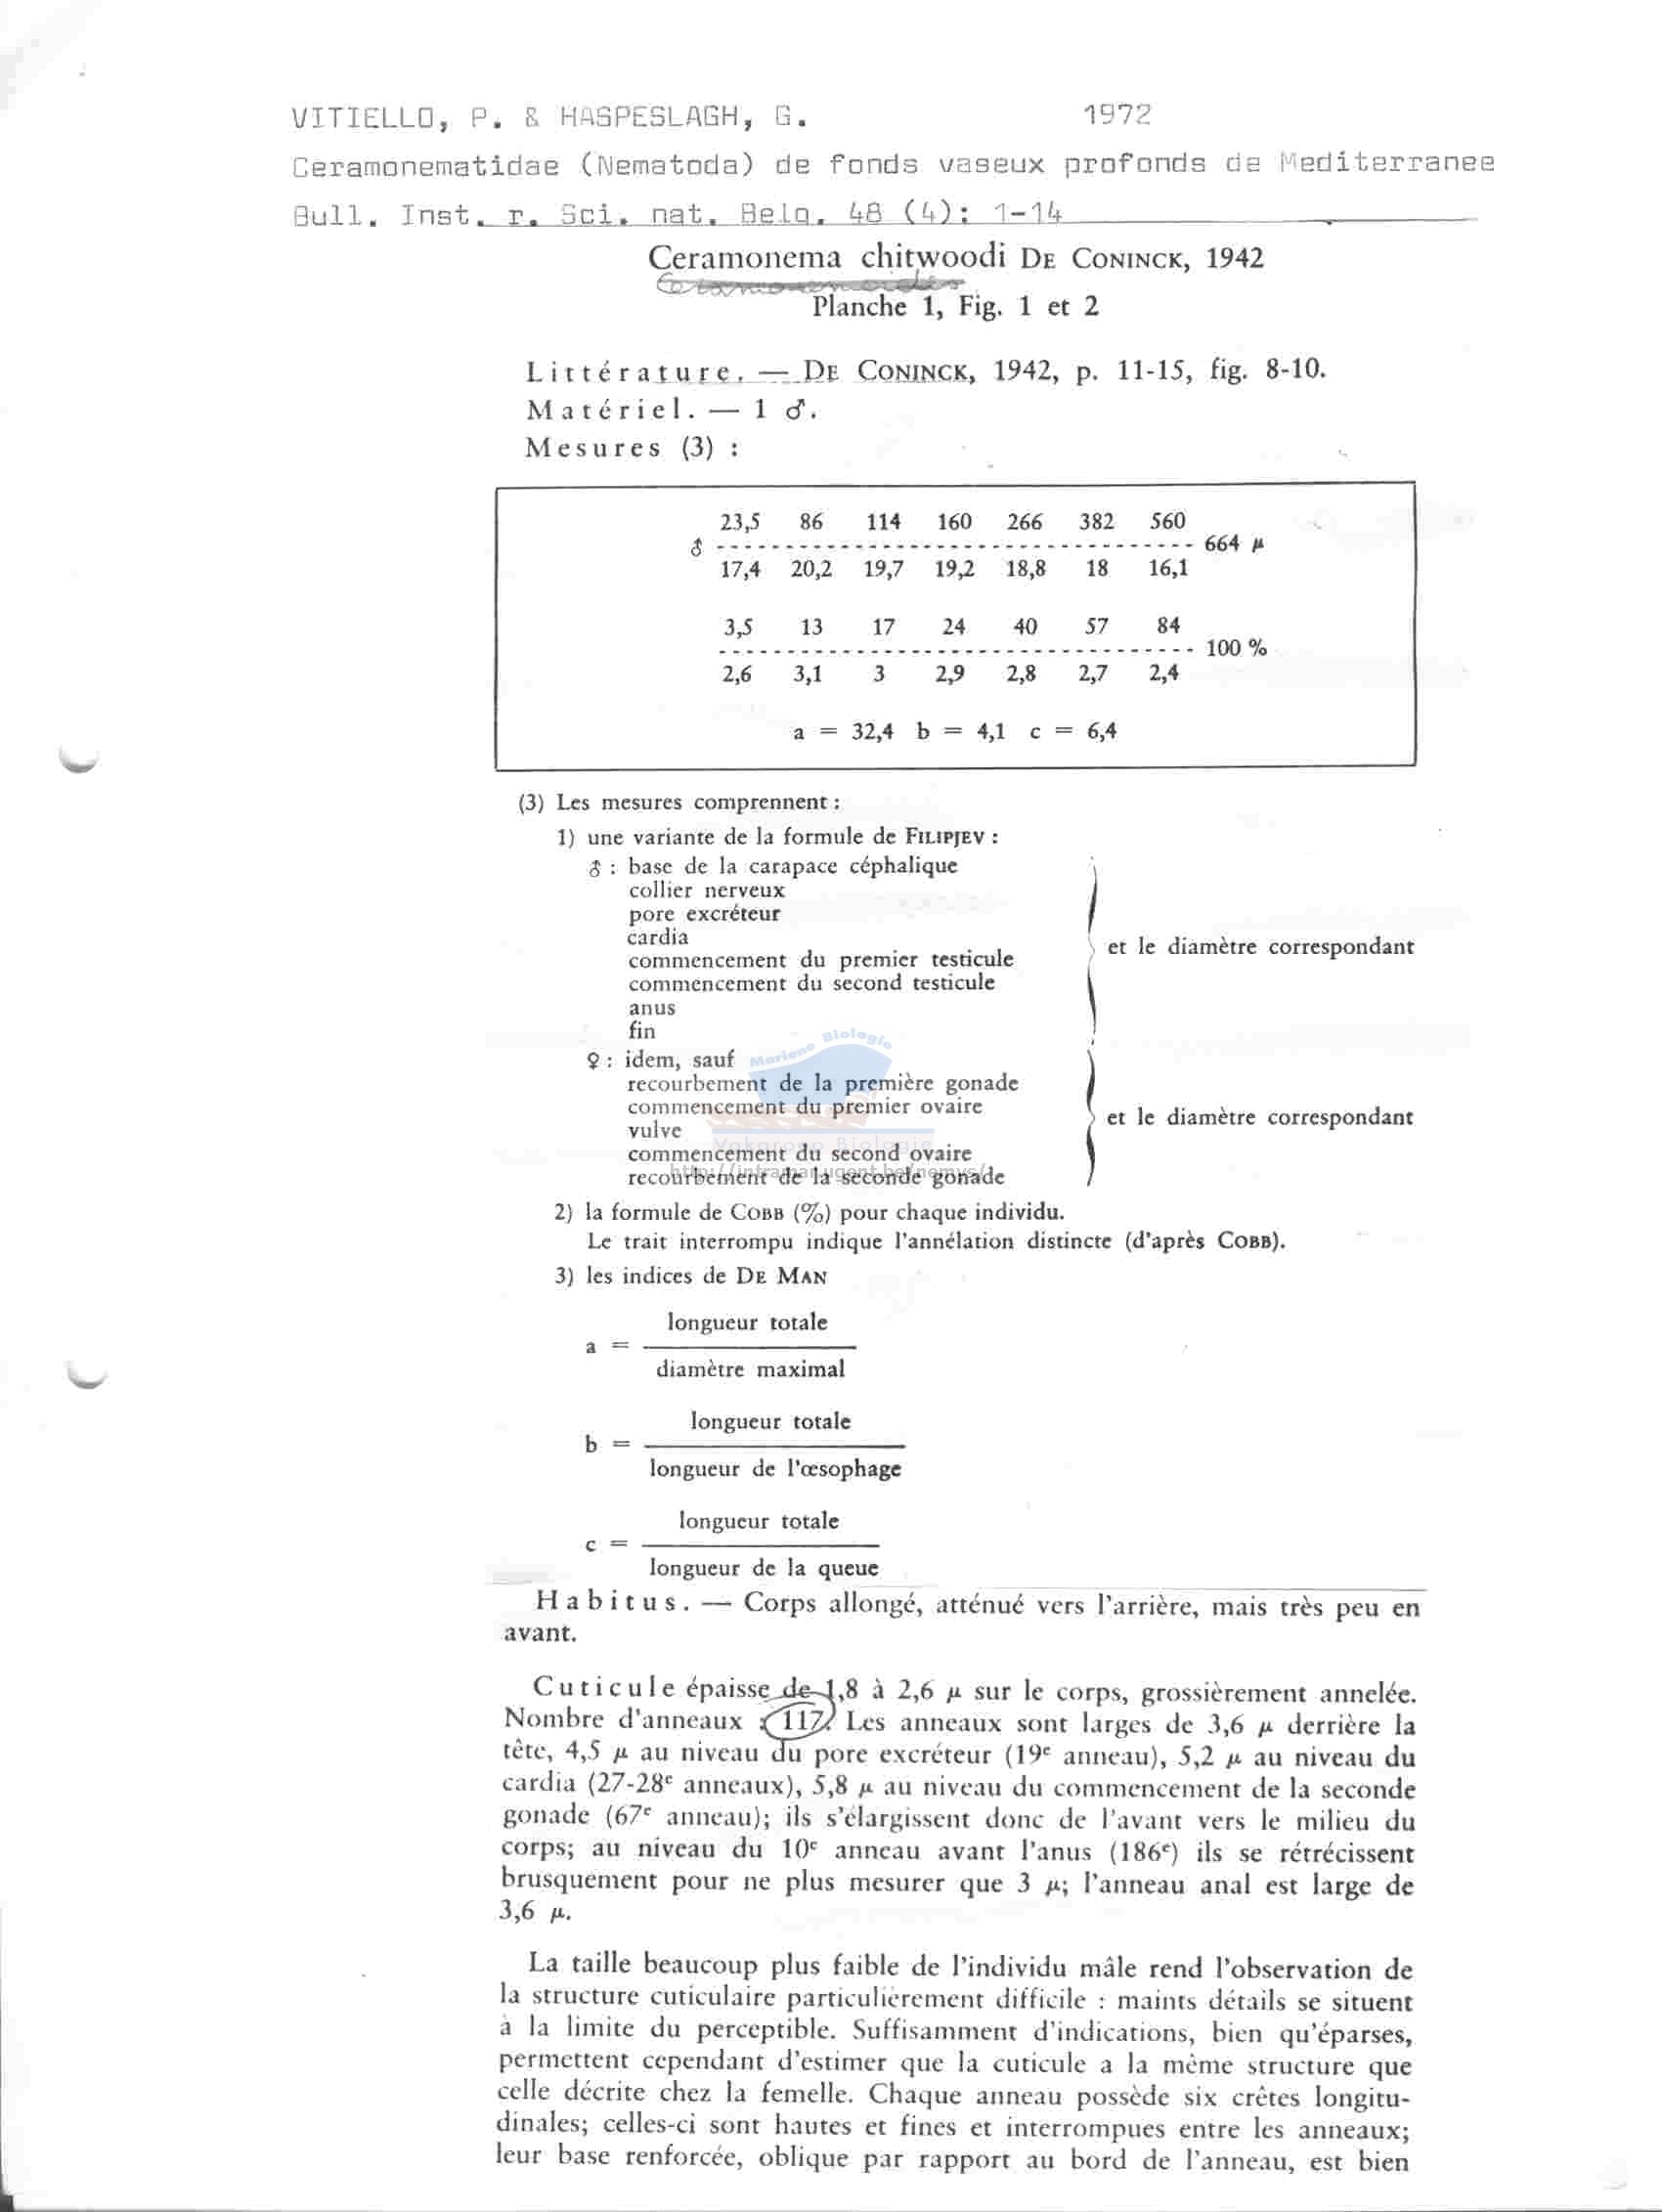 VITIELLO, P. & HASPESLAGH, G. 1972
Ceramonematidae (Nematoda) de fonds vaseux profonds de Mediterranee
Bull. Inst. r. Sci. nat. Belg. 48 (4): 1-14
Ceramonema chitwoodi DE CONINCK, 1942
Planche 1, Fig. 1 et 2
Littérature. — DE CONINCK, 1942, p. 11-15, fig. 8-10.
Matériel. — 1 ♂.
Mesures (3) :
23,5 86 114 160 266 382 560
♂ - - - - - - - - - - - - - - - - - - - - 664 μ
17,4 20,2 19,7 19,2 18,8 18 16,1
3,5 13 17 24 40 57 84
- - - - - - - - - - - - - - - - - - - - 100 %
2,6 3,1 3 2,9 2,8 2,7 2,4
a = 32,4 b = 4,1 c = 6,4
(3) Les mesures comprennent :
1) une variante de la formule de FILIPJEV :
♂ : base de la carapace céphalique
collier nerveux
pore excréteur
cardia
et le diamètre correspondant
commencement du premier testicule
commencement du second testicule
anus
fin
♀ : idem, sauf
recourbement de la première gonade
commencement du premier ovaire
et le diamètre correspondant
vulve
commencement du second ovaire
recourbement de la seconde gonade
Mariene Biologie
Vakgroep Biologie
http://intramar.ugent.be/nemys/
2) la formule de COBB (%) pour chaque individu.
Le trait interrompu indique l'annélation distincte (d'après COBB).
3) les indices de DE MAN
longueur totale
a =
diamètre maximal
longueur totale
b =
longueur de l'œsophage
longueur totale
c =
longueur de la queue
Habitus. — Corps allongé, atténué vers l'arrière, mais très peu en
avant.
Cuticule épaisse de 1,8 à 2,6 μ sur le corps, grossièrement annelée.
Nombre d'anneaux : 117. Les anneaux sont larges de 3,6 μ derrière la
tête, 4,5 μ au niveau du pore excréteur (19e anneau), 5,2 μ au niveau du
cardia (27-28e anneaux), 5,8 μ au niveau du commencement de la seconde
gonade (67e anneau); ils s'élargissent donc de l'avant vers le milieu du
corps; au niveau du 10e anneau avant l'anus (186e) ils se rétrécissent
brusquement pour ne plus mesurer que 3 μ; l'anneau anal est large de
3,6 μ.
La taille beaucoup plus faible de l'individu mâle rend l'observation de
la structure cuticulaire particulièrement difficile : maints détails se situent
à la limite du perceptible. Suffisamment d'indications, bien qu'éparses,
permettent cependant d'estimer que la cuticule a la même structure que
celle décrite chez la femelle. Chaque anneau possède six crêtes longitu-
dinales; celles-ci sont hautes et fines et interrompues entre les anneaux;
leur base renforcée, oblique par rapport au bord de l'anneau, est bien